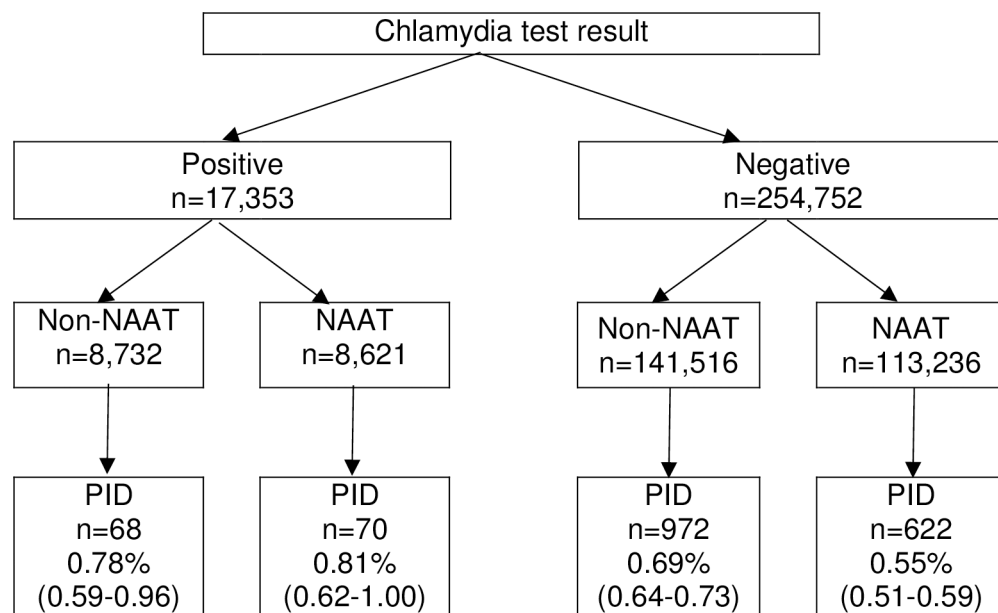 Chlamydia test result
Positive
n=17,353
Negative
n=254,752
Non-NAAT
n=8,732
NAAT
n=8,621
Non-NAAT
n=141,516
NAAT
n=113,236
PID
n=68
0.78%
(0.59-0.96)
PID
n=70
0.81%
(0.62-1.00)
PID
n=972
0.69%
(0.64-0.73)
PID
n=622
0.55%
(0.51-0.59)